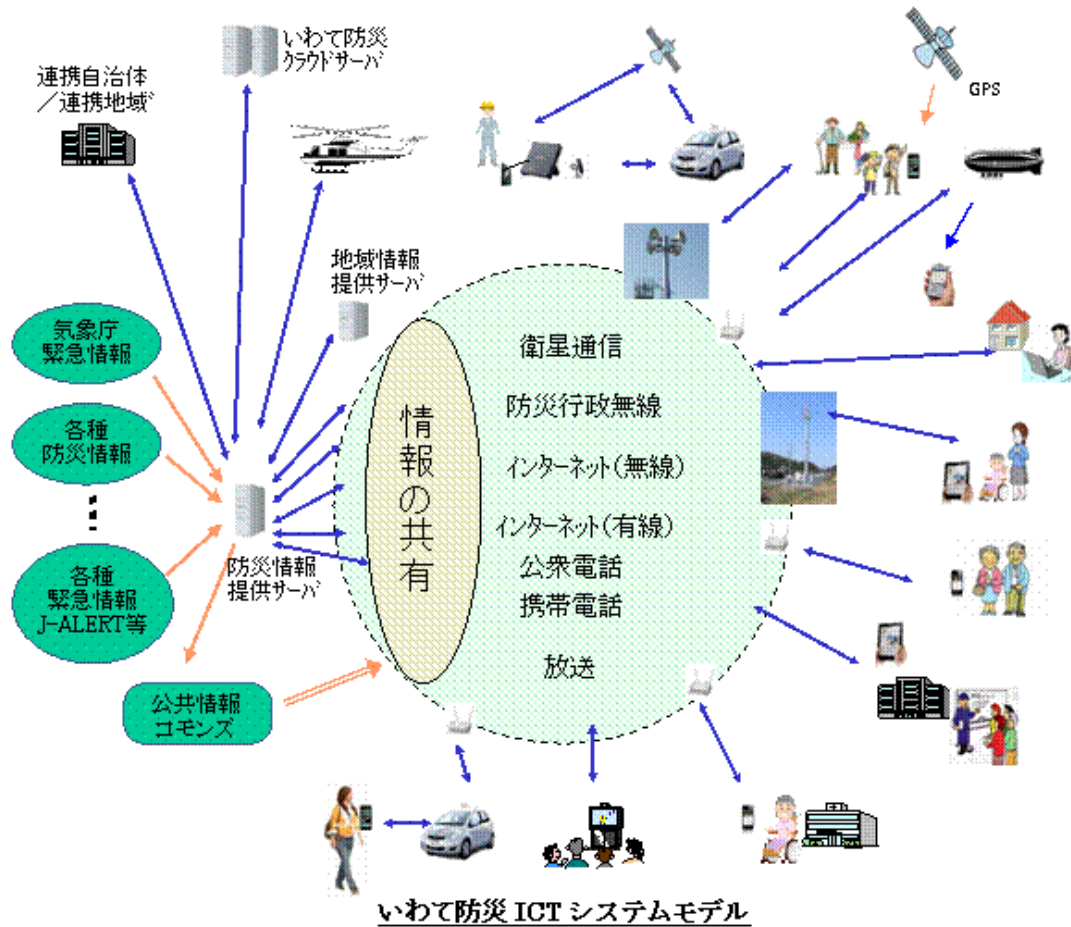 いわて防災
クラウドサーバ
連携自治体
／連携地域
GPS
地域情報
提供サーバ
気象庁
緊急情報
各種
防災情報
各種
緊急情報
J-ALERT等
防災情報
提供サーバ
公共情報
コモンズ
情報の共有
衛星通信
防災行政無線
インターネット(無線)
インターネット(有線)
公衆電話
携帯電話
放送
いわて防災 ICT システムモデル